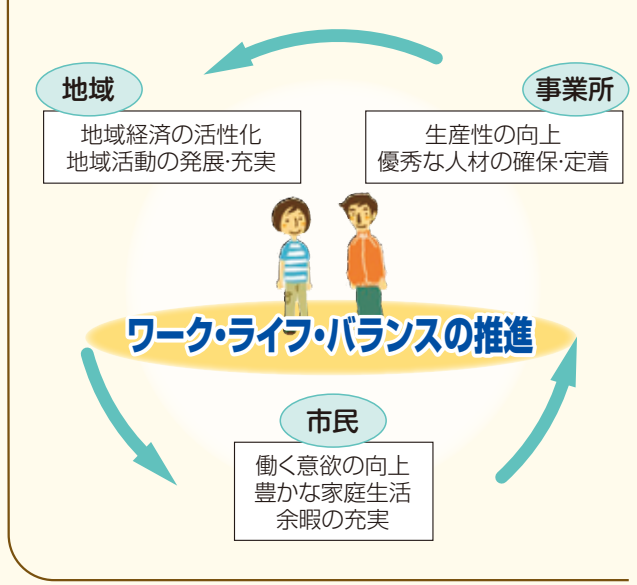 地域
地域経済の活性化
地域活動の発展・充実
事業所
生産性の向上
優秀な人材の確保・定着
ワーク・ライフ・バランスの推進
市民
働く意欲の向上
豊かな家庭生活
余暇の充実